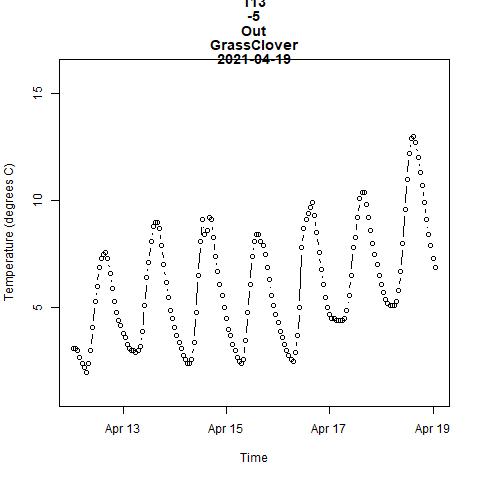 113
-5
Out
GrassClover
2021-04-19
Temperature (degrees C)
15
10
5
Apr 13
Apr 15
Apr 17
Apr 19
Time